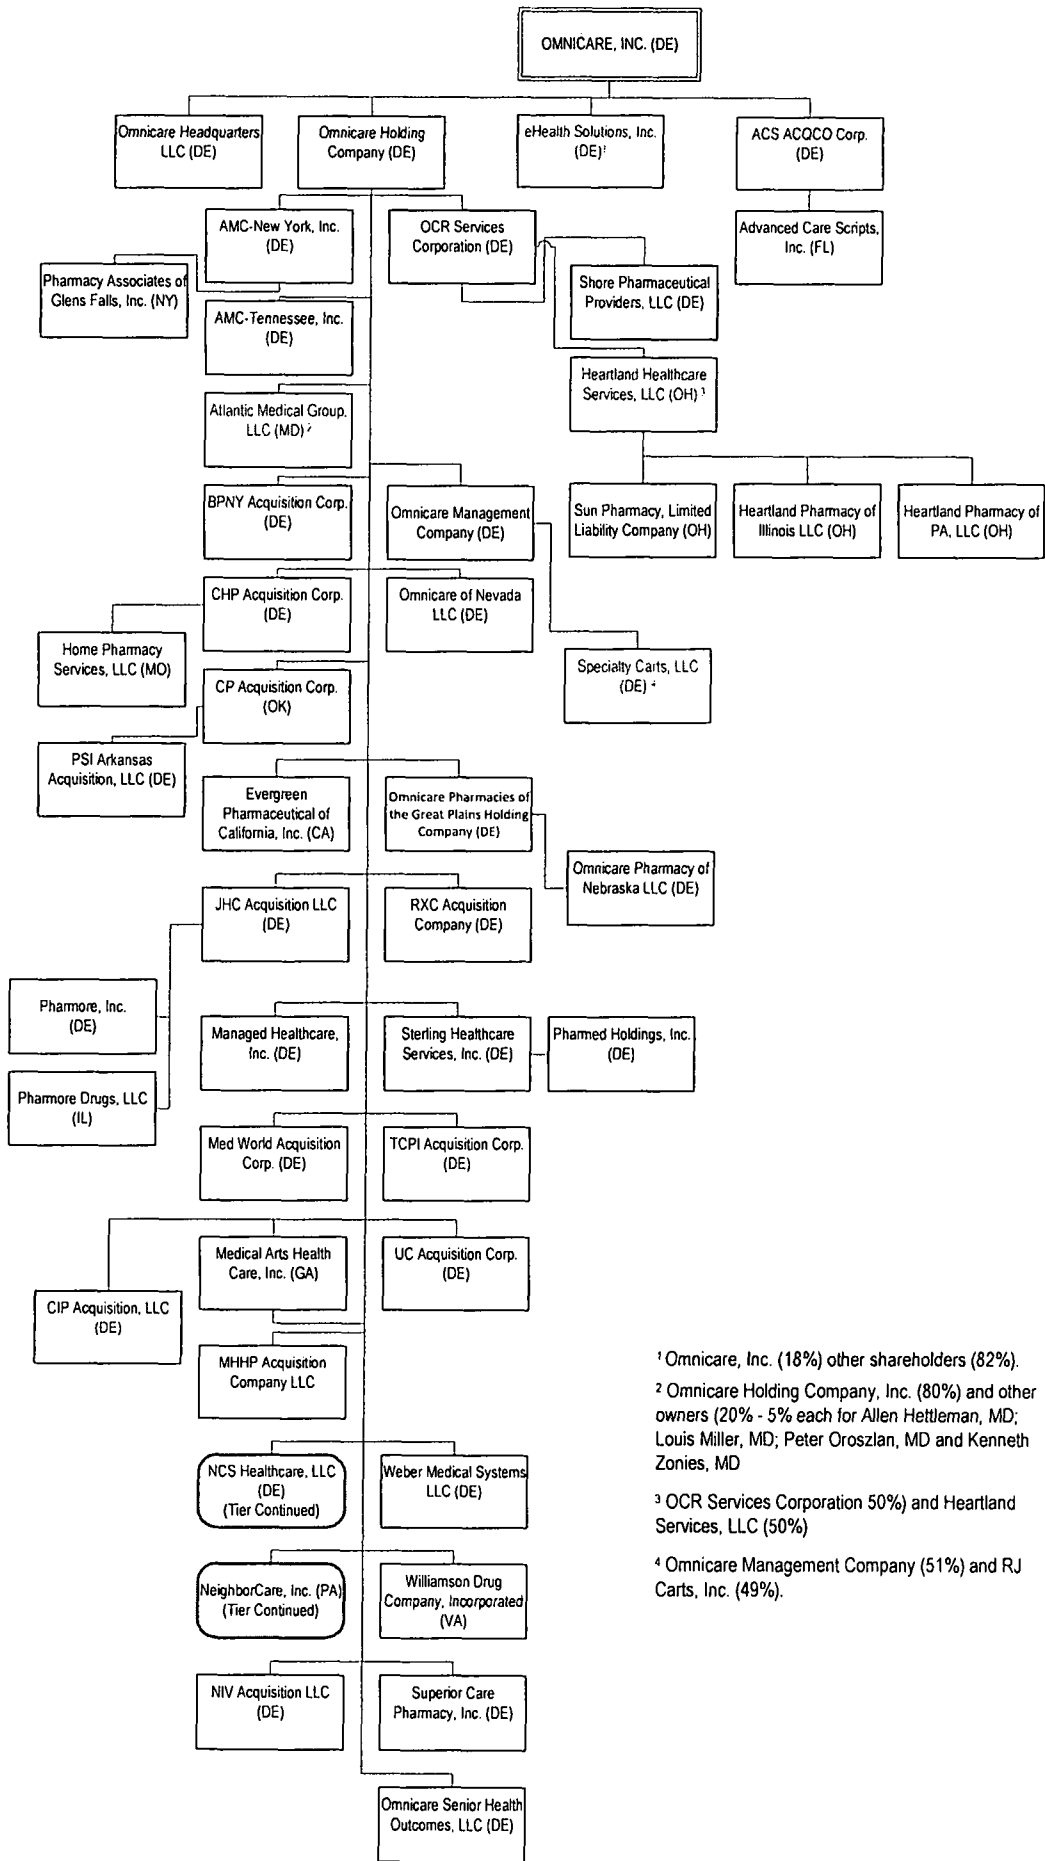 OMNICARE, INC. (DE)
Omnicare Headquarters
LLC (DE)
Omnicare Holding
Company (DE)
eHealth Solutions, Inc.
(DE)¹
ACS ACQCO Corp.
(DE)
AMC-New York, Inc.
(DE)
OCR Services
Corporation (DE)
Advanced Care Scripts,
Inc. (FL)
Pharmacy Associates of
Glens Falls, Inc. (NY)
Shore Pharmaceutical
Providers, LLC (DE)
AMC-Tennessee, Inc.
(DE)
Heartland Healthcare
Services, LLC (OH) ³
Atlantic Medical Group,
LLC (MD) ²
BPNY Acquisition Corp.
(DE)
Omnicare Management
Company (DE)
Sun Pharmacy, Limited
Liability Company (OH)
Heartland Pharmacy of
Illinois LLC (OH)
Heartland Pharmacy of
PA, LLC (OH)
CHP Acquisition Corp.
(DE)
Omnicare of Nevada
LLC (DE)
Home Pharmacy
Services, LLC (MO)
Specialty Carts, LLC
(DE) ⁴
CP Acquisition Corp.
(OK)
PSI Arkansas
Acquisition, LLC (DE)
Evergreen
Pharmaceutical of
California, Inc. (CA)
Omnicare Pharmacies of
the Great Plains Holding
Company (DE)
Omnicare Pharmacy of
Nebraska LLC (DE)
JHC Acquisition LLC
(DE)
RXC Acquisition
Company (DE)
Pharmore, Inc.
(DE)
Managed Healthcare,
Inc. (DE)
Sterling Healthcare
Services, Inc. (DE)
Pharmed Holdings, Inc.
(DE)
Pharmore Drugs, LLC
(IL)
Med World Acquisition
Corp. (DE)
TCPI Acquisition Corp.
(DE)
Medical Arts Health
Care, Inc. (GA)
UC Acquisition Corp.
(DE)
CIP Acquisition, LLC
(DE)
MHHP Acquisition
Company LLC
NCS Healthcare, LLC
(DE)
(Tier Continued)
Weber Medical Systems
LLC (DE)
NeighborCare, Inc. (PA)
(Tier Continued)
Williamson Drug
Company, Incorporated
(VA)
NIV Acquisition LLC
(DE)
Superior Care
Pharmacy, Inc. (DE)
Omnicare Senior Health
Outcomes, LLC (DE)
¹ Omnicare, Inc. (18%) other shareholders (82%).
² Omnicare Holding Company, Inc. (80%) and other
owners (20% - 5% each for Allen Hettleman, MD;
Louis Miller, MD; Peter Oroszlan, MD and Kenneth
Zonies, MD
³ OCR Services Corporation 50%) and Heartland
Services, LLC (50%)
⁴ Omnicare Management Company (51%) and RJ
Carts, Inc. (49%).